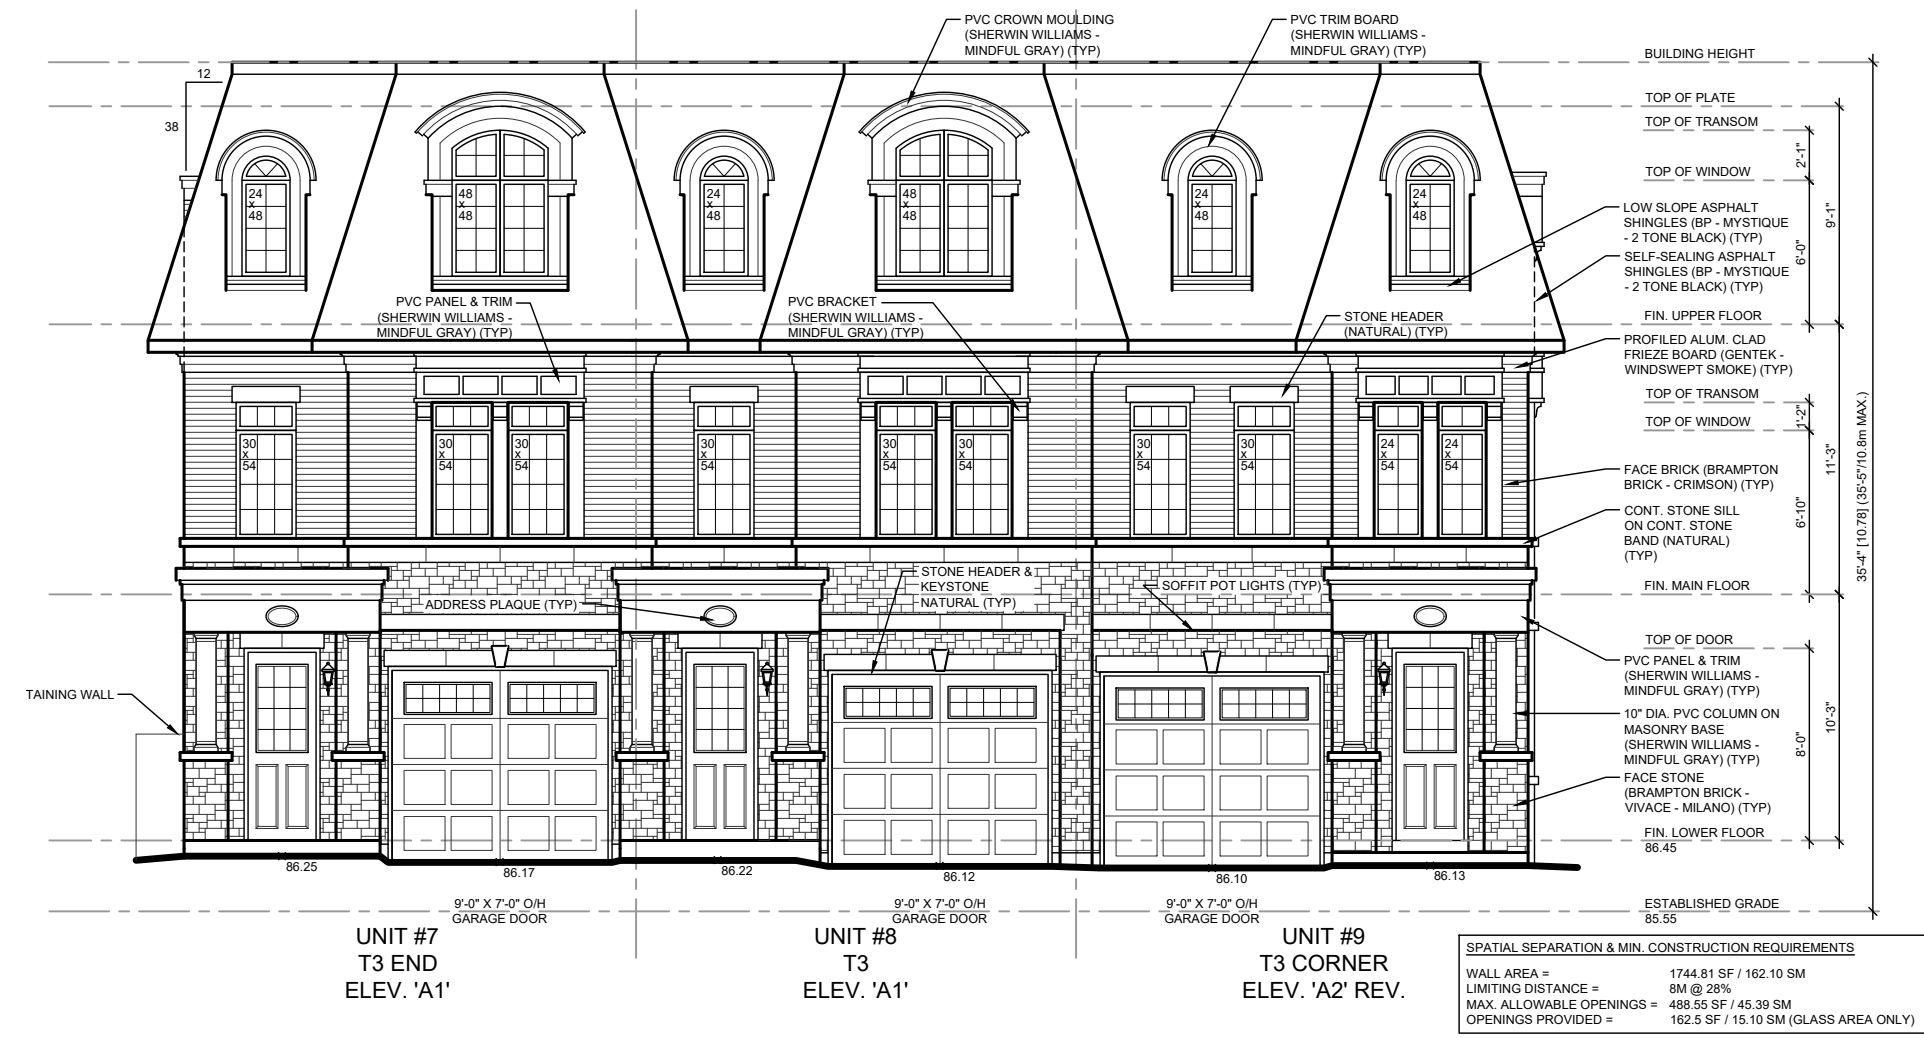 PVC CROWN MOULDING
(SHERWIN WILLIAMS -
MINDFUL GRAY) (TYP)
PVC TRIM BOARD
(SHERWIN WILLIAMS -
MINDFUL GRAY) (TYP)
12
38
24
x
48
48
x
48
24
x
48
48
x
48
24
x
48
24
x
48
PVC PANEL & TRIM
(SHERWIN WILLIAMS -
MINDFUL GRAY) (TYP)
PVC BRACKET
(SHERWIN WILLIAMS -
MINDFUL GRAY) (TYP)
STONE HEADER
(NATURAL) (TYP)
30
x
54
30
x
54
30
x
54
30
x
54
30
x
54
30
x
54
30
x
54
30
x
54
24
x
54
24
x
54
ADDRESS PLAQUE (TYP)
STONE HEADER &
KEYSTONE
NATURAL (TYP)
SOFFIT POT LIGHTS (TYP)
TAINING WALL
86.25
86.17
86.22
86.12
86.10
86.13
9'-0" X 7'-0" O/H
GARAGE DOOR
9'-0" X 7'-0" O/H
GARAGE DOOR
9'-0" X 7'-0" O/H
GARAGE DOOR
UNIT #7
T3 END
ELEV. 'A1'
UNIT #8
T3
ELEV. 'A1'
UNIT #9
T3 CORNER
ELEV. 'A2' REV.
BUILDING HEIGHT
TOP OF PLATE
TOP OF TRANSOM
TOP OF WINDOW
LOW SLOPE ASPHALT
SHINGLES (BP - MYSTIQUE
- 2 TONE BLACK) (TYP)
SELF-SEALING ASPHALT
SHINGLES (BP - MYSTIQUE
- 2 TONE BLACK) (TYP)
FIN. UPPER FLOOR
PROFILED ALUM. CLAD
FRIEZE BOARD (GENTEK -
WINDSWEPT SMOKE) (TYP)
TOP OF TRANSOM
TOP OF WINDOW
FACE BRICK (BRAMPTON
BRICK - CRIMSON) (TYP)
CONT. STONE SILL
ON CONT. STONE
BAND (NATURAL)
(TYP)
FIN. MAIN FLOOR
TOP OF DOOR
PVC PANEL & TRIM
(SHERWIN WILLIAMS -
MINDFUL GRAY) (TYP)
10" DIA. PVC COLUMN ON
MASONRY BASE
(SHERWIN WILLIAMS -
MINDFUL GRAY) (TYP)
FACE STONE
(BRAMPTON BRICK -
VIVACE - MILANO) (TYP)
FIN. LOWER FLOOR
86.45
ESTABLISHED GRADE
85.55
2'-1"
6'-0"
9'-1"
1'-2"
6'-10"
11'-3"
8'-0"
10'-3"
35'-4" [10.78] (35'-5"/10.8m MAX.)
SPATIAL SEPARATION & MIN. CONSTRUCTION REQUIREMENTS
WALL AREA = 1744.81 SF / 162.10 SM
LIMITING DISTANCE = 8M @ 28%
MAX. ALLOWABLE OPENINGS = 488.55 SF / 45.39 SM
OPENINGS PROVIDED = 162.5 SF / 15.10 SM (GLASS AREA ONLY)